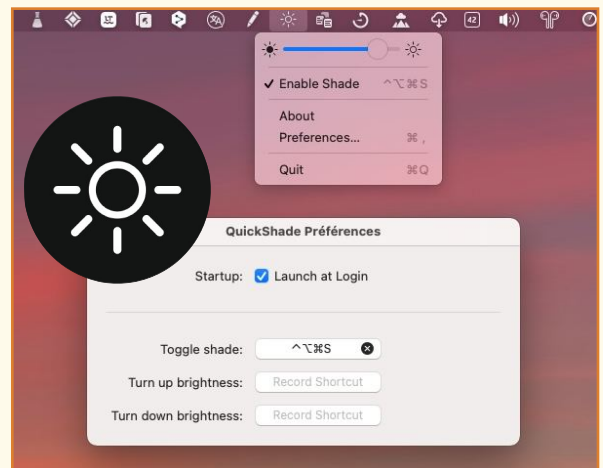 42
Enable Shade ^⌥⌘S
About
Preferences... ⌘ ,
Quit ⌘Q
QuickShade Préférences
Startup: Launch at Login
Toggle shade: ^⌥⌘S
Turn up brightness: Record Shortcut
Turn down brightness: Record Shortcut